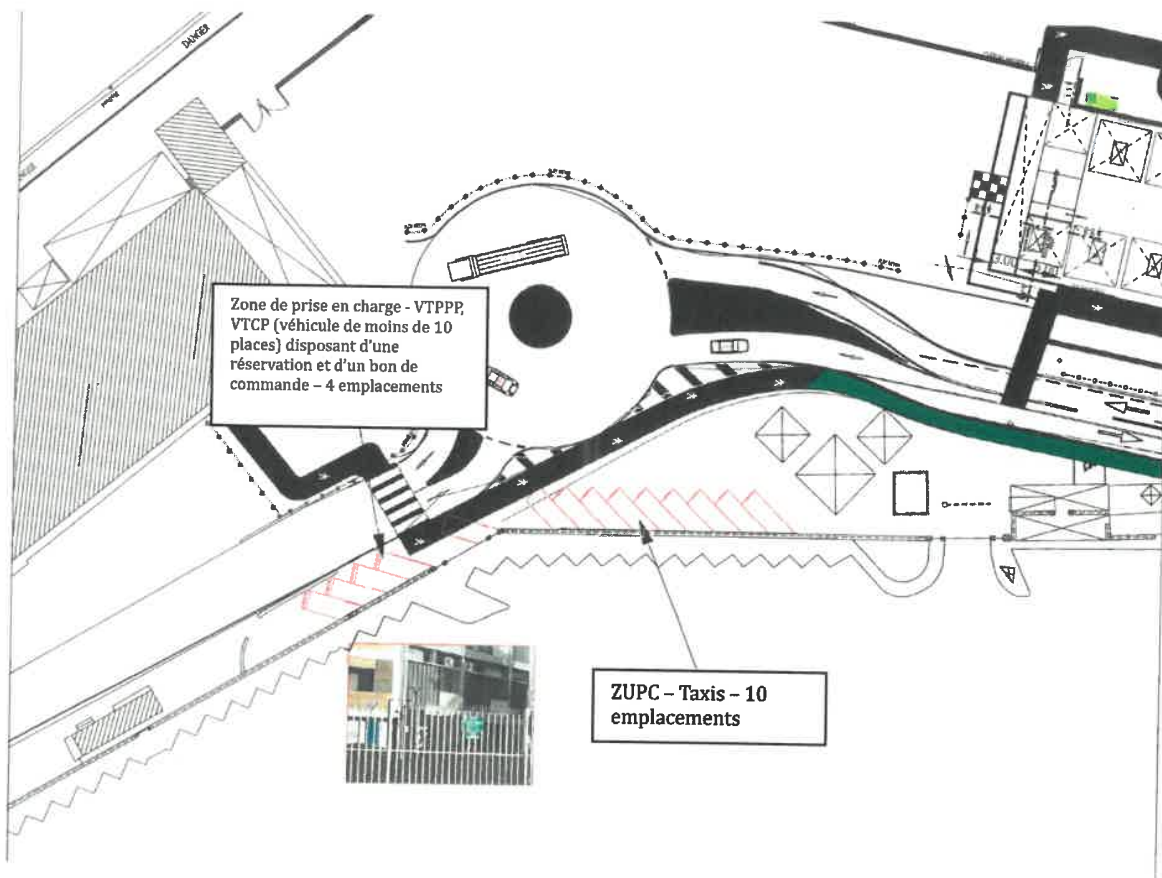 DANGER
Zone de prise en charge - VTPPP,
VTCP (véhicule de moins de 10
places) disposant d'une
réservation et d'un bon de
commande – 4 emplacements
ZUPC – Taxis – 10
emplacements